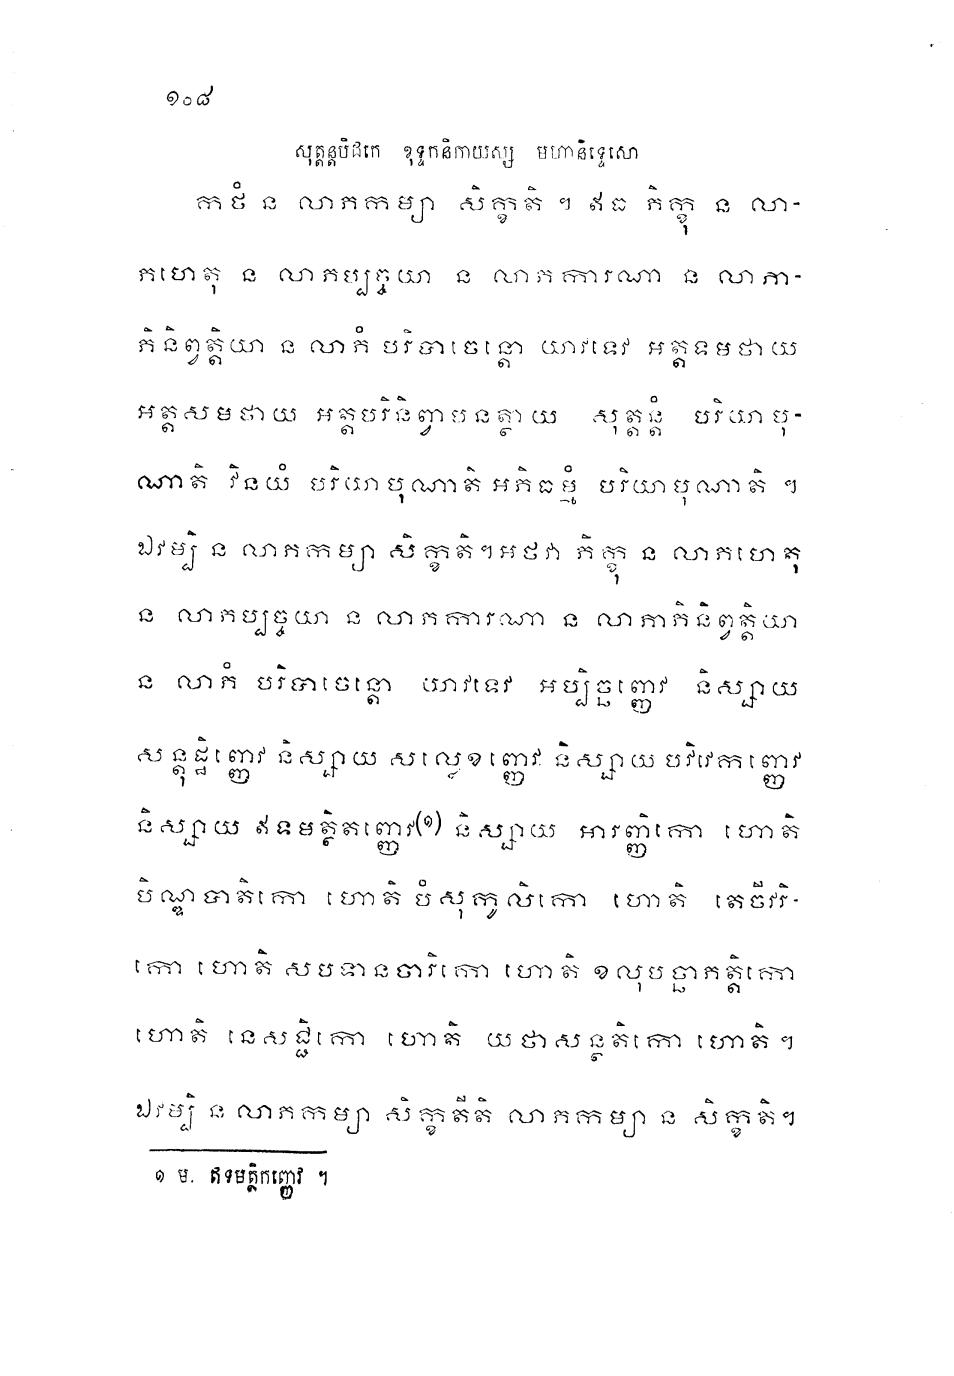 ១០៨
សុត្តន្តបិដកេ ខុទ្ទកនិកាយស្ស មហានិទ្ទេសោ
កថំ ន លាភកម្យា សិក្ខតិ ។ ឥធ ភិក្ខុ ន លា-
ភហេតុ ន លាភប្បច្ចយា ន លាភការណា ន លាភា-
ភិនិព្វត្តិយា ន លាភំ បរិបាចេន្តោ យាវទេវ អត្តទមថាយ
អត្តសមថាយ អត្តបរិនិព្វាបនត្ថាយ សុត្តន្តំ បរិយាបុ-
ណាតិ វិនយំ បរិយាបុណាតិ អភិធម្មំ បរិយាបុណាតិ ។
ឯវម្បិ ន លាភកម្យា សិក្ខតិ។អថវា ភិក្ខុ ន លាភហេតុ
ន លាភប្បច្ចយា ន លាភការណា ន លាភាភិនិព្វត្តិយា
ន លាភំ បរិបាចេន្តោ យាវទេវ អប្បិច្ឆញ្ញេវ និស្សាយ
សន្តុដ្ឋិញ្ញេវ និស្សាយ សល្លេខញ្ញេវ និស្សាយ បវិវេកញ្ញេវ
និស្សាយ ឥទមត្ថិតញ្ញេវ(១) និស្សាយ អារញ្ញិកោ ហោតិ
បិណ្ឌបាតិកោ ហោតិ បំសុកូលិកោ ហោតិ តេចីវរិ-
កោ ហោតិ សបទានចារិកោ ហោតិ ខលុបច្ឆាភត្តិកោ
ហោតិ នេសជ្ជិកោ ហោតិ យថាសន្ថតិកោ ហោតិ។
ឯវម្បិ ន លាភកម្យា សិក្ខតីតិ លាភកម្យា ន សិក្ខតិ។
១ ម. ឥទមត្ថិកញ្ញេវ ។